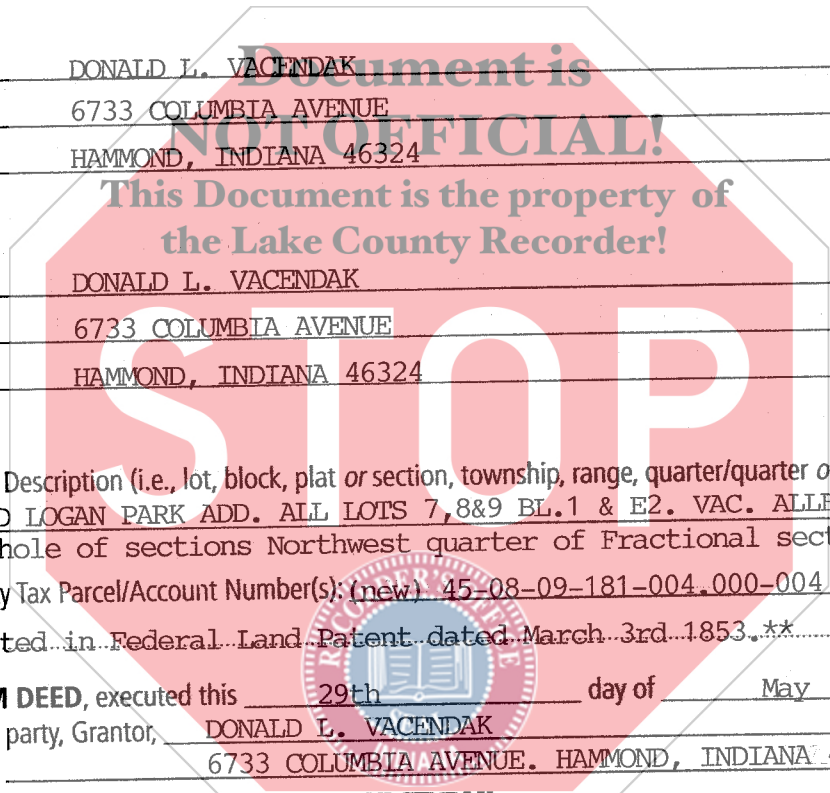 DONALD L. VACENDAK
Document is
6733 COLUMBIA AVENUE
NOT OFFICIAL!
HAMMOND, INDIANA 46324
This Document is the property of
the Lake County Recorder!
DONALD L. VACENDAK
6733 COLUMBIA AVENUE
HAMMOND, INDIANA 46324
STOP
Description (i.e., lot, block, plat or section, township, range, quarter/quarter o
D LOGAN PARK ADD. ALL LOTS 7,8&9 BL.1 & E2. VAC. ALLE
hole of sections Northwest quarter of Fractional sect
y Tax Parcel/Account Number(s): (new) 45-08-09-181-004.000-004
ted in Federal Land Patent dated March 3rd 1853.**
M DEED, executed this 29th day of May
party, Grantor, DONALD L. VACENDAK
6733 COLUMBIA AVENUE. HAMMOND, INDIANA
RECORDER OFFICE
INDIANA